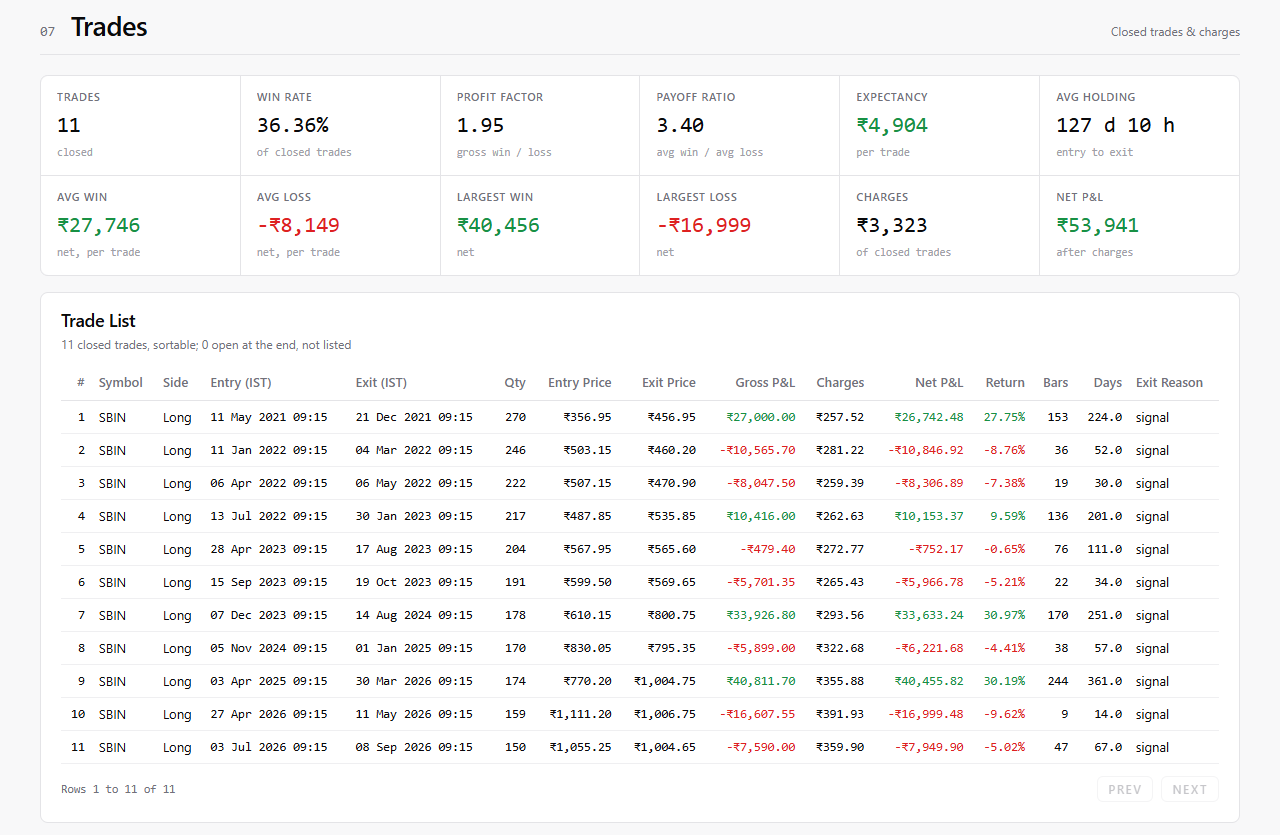 07 Trades Closed trades & charges
TRADES WIN RATE PROFIT FACTOR PAYOFF RATIO EXPECTANCY AVG HOLDING
11 36.36% 1.95 3.40 ₹4,904 127 d 10 h
closed of closed trades gross win / loss avg win / avg loss per trade entry to exit
AVG WIN AVG LOSS LARGEST WIN LARGEST LOSS CHARGES NET P&L
₹27,746 -₹8,149 ₹40,456 -₹16,999 ₹3,323 ₹53,941
net, per trade net, per trade net net of closed trades after charges
Trade List
11 closed trades, sortable; 0 open at the end, not listed
# Symbol Side Entry (IST) Exit (IST) Qty Entry Price Exit Price Gross P&L Charges Net P&L Return Bars Days Exit Reason
1 SBIN Long 11 May 2021 09:15 21 Dec 2021 09:15 270 ₹356.95 ₹456.95 ₹27,000.00 ₹257.52 ₹26,742.48 27.75% 153 224.0 signal
2 SBIN Long 11 Jan 2022 09:15 04 Mar 2022 09:15 246 ₹503.15 ₹460.20 -₹10,565.70 ₹281.22 -₹10,846.92 -8.76% 36 52.0 signal
3 SBIN Long 06 Apr 2022 09:15 06 May 2022 09:15 222 ₹507.15 ₹470.90 -₹8,047.50 ₹259.39 -₹8,306.89 -7.38% 19 30.0 signal
4 SBIN Long 13 Jul 2022 09:15 30 Jan 2023 09:15 217 ₹487.85 ₹535.85 ₹10,416.00 ₹262.63 ₹10,153.37 9.59% 136 201.0 signal
5 SBIN Long 28 Apr 2023 09:15 17 Aug 2023 09:15 204 ₹567.95 ₹565.60 -₹479.40 ₹272.77 -₹752.17 -0.65% 76 111.0 signal
6 SBIN Long 15 Sep 2023 09:15 19 Oct 2023 09:15 191 ₹599.50 ₹569.65 -₹5,701.35 ₹265.43 -₹5,966.78 -5.21% 22 34.0 signal
7 SBIN Long 07 Dec 2023 09:15 14 Aug 2024 09:15 178 ₹610.15 ₹800.75 ₹33,926.80 ₹293.56 ₹33,633.24 30.97% 170 251.0 signal
8 SBIN Long 05 Nov 2024 09:15 01 Jan 2025 09:15 170 ₹830.05 ₹795.35 -₹5,899.00 ₹322.68 -₹6,221.68 -4.41% 38 57.0 signal
9 SBIN Long 03 Apr 2025 09:15 30 Mar 2026 09:15 174 ₹770.20 ₹1,004.75 ₹40,811.70 ₹355.88 ₹40,455.82 30.19% 244 361.0 signal
10 SBIN Long 27 Apr 2026 09:15 11 May 2026 09:15 159 ₹1,111.20 ₹1,006.75 -₹16,607.55 ₹391.93 -₹16,999.48 -9.62% 9 14.0 signal
11 SBIN Long 03 Jul 2026 09:15 08 Sep 2026 09:15 150 ₹1,055.25 ₹1,004.65 -₹7,590.00 ₹359.90 -₹7,949.90 -5.02% 47 67.0 signal
Rows 1 to 11 of 11 PREV NEXT